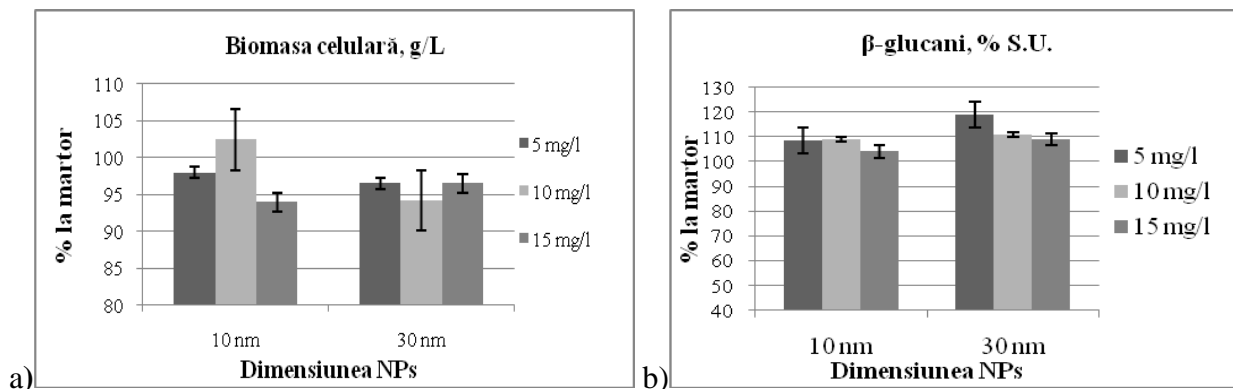 Biomasa celulară, g/L
110
105
100
95
90
85
80
% la martor
10 nm
30 nm
Dimensiunea NPs
5 mg/l
10 mg/l
15 mg/l
a)
β-glucani, % S.U.
130
120
110
100
90
80
70
60
50
40
% la martor
10 nm
30 nm
Dimensiunea NPs
5 mg/l
10 mg/l
15 mg/l
b)